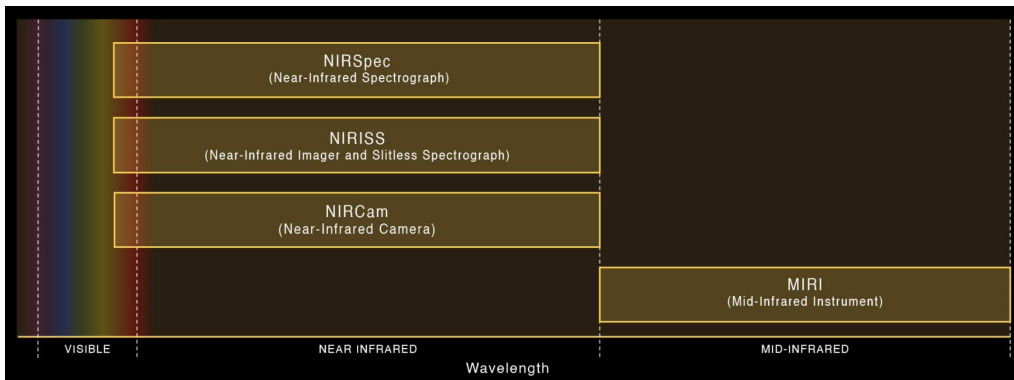 NIRSpec
(Near-Infrared Spectrograph)
NIRISS
(Near-Infrared Imager and Slitless Spectrograph)
NIRCam
(Near-Infrared Camera)
MIRI
(Mid-Infrared Instrument)
VISIBLE NEAR INFRARED MID-INFRARED
Wavelength